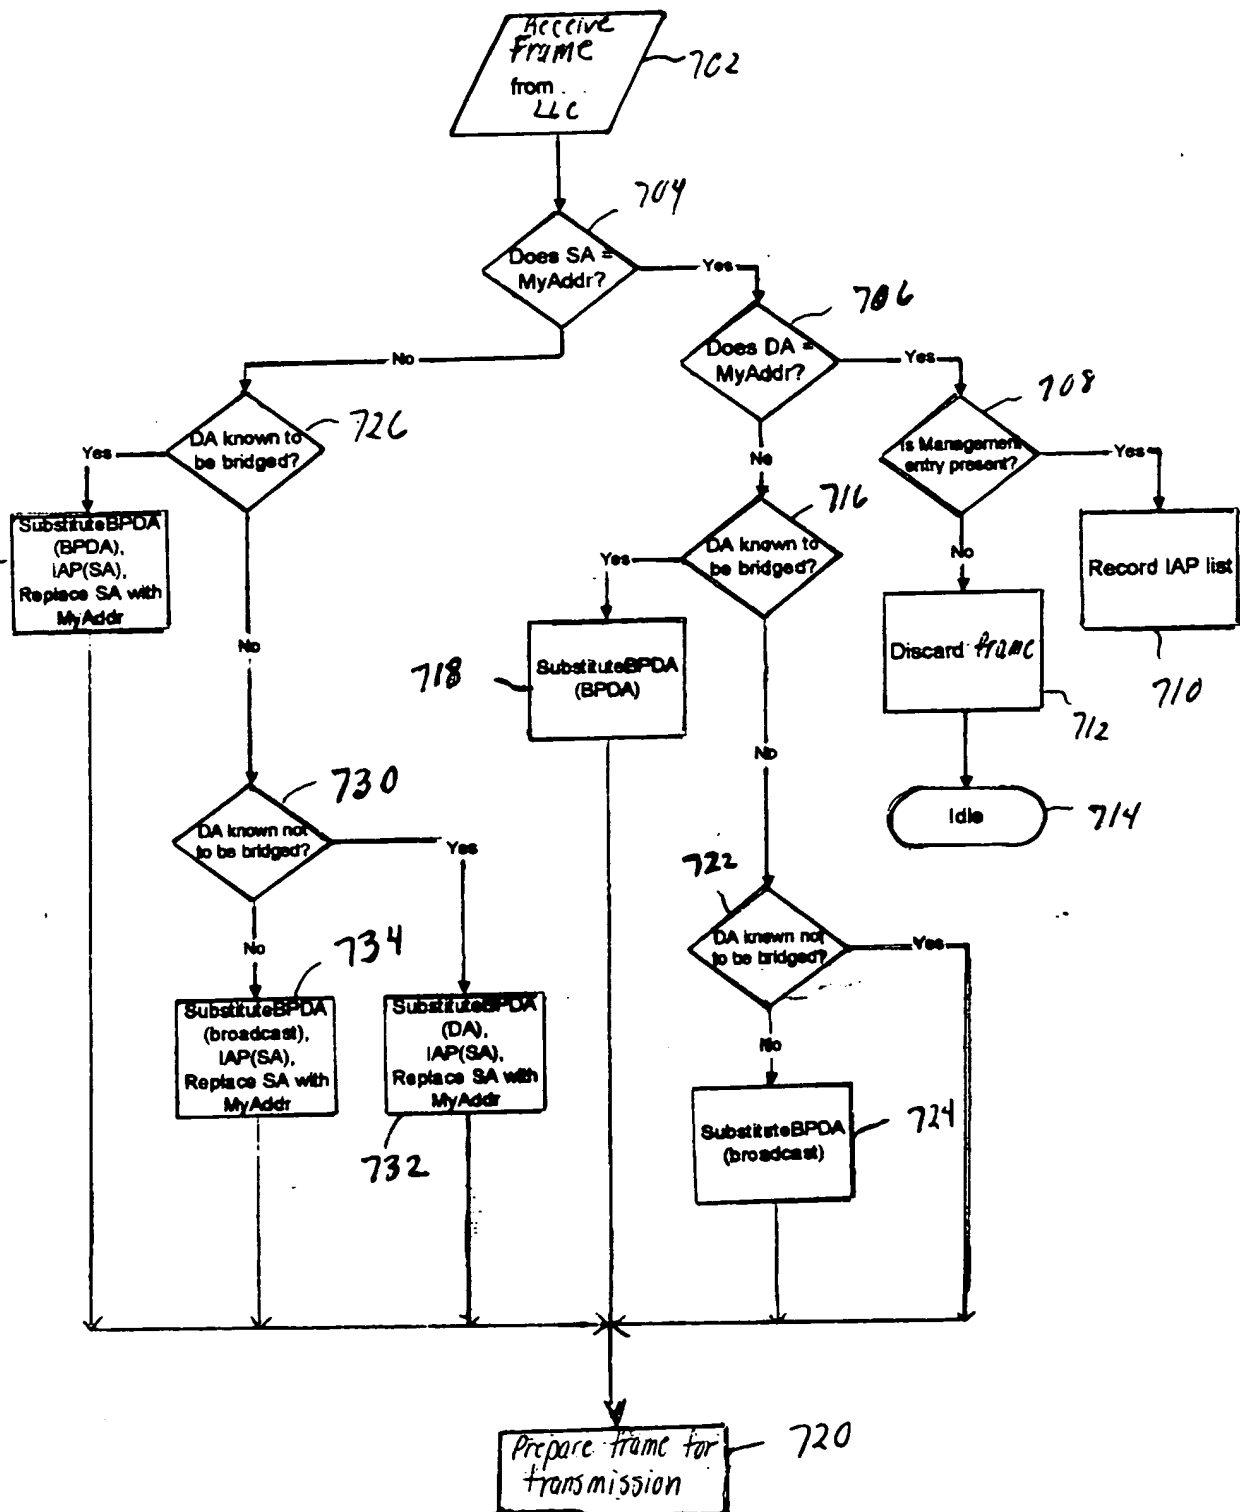 Receive
Frame
from
LLC
702
704
Does SA =
MyAddr?
Yes
706
Does DA =
MyAddr?
Yes
No
708
Is Management
entry present?
Yes
726
DA known to
be bridged?
Yes
No
716
DA known to
be bridged?
Yes
No
Record IAP list
710
SubstituteBPDA
(BPDA),
IAP(SA),
Replace SA with
MyAddr
No
718
SubstituteBPDA
(BPDA)
Discard frame
712
No
Idle
714
730
DA known not
to be bridged?
Yes
No
722
DA known not
to be bridged?
Yes
No
734
SubstituteBPDA
(broadcast),
IAP(SA),
Replace SA with
MyAddr
SubstituteBPDA
(DA),
IAP(SA),
Replace SA with
MyAddr
732
SubstituteBPDA
(broadcast)
724
Prepare frame for
transmission
720